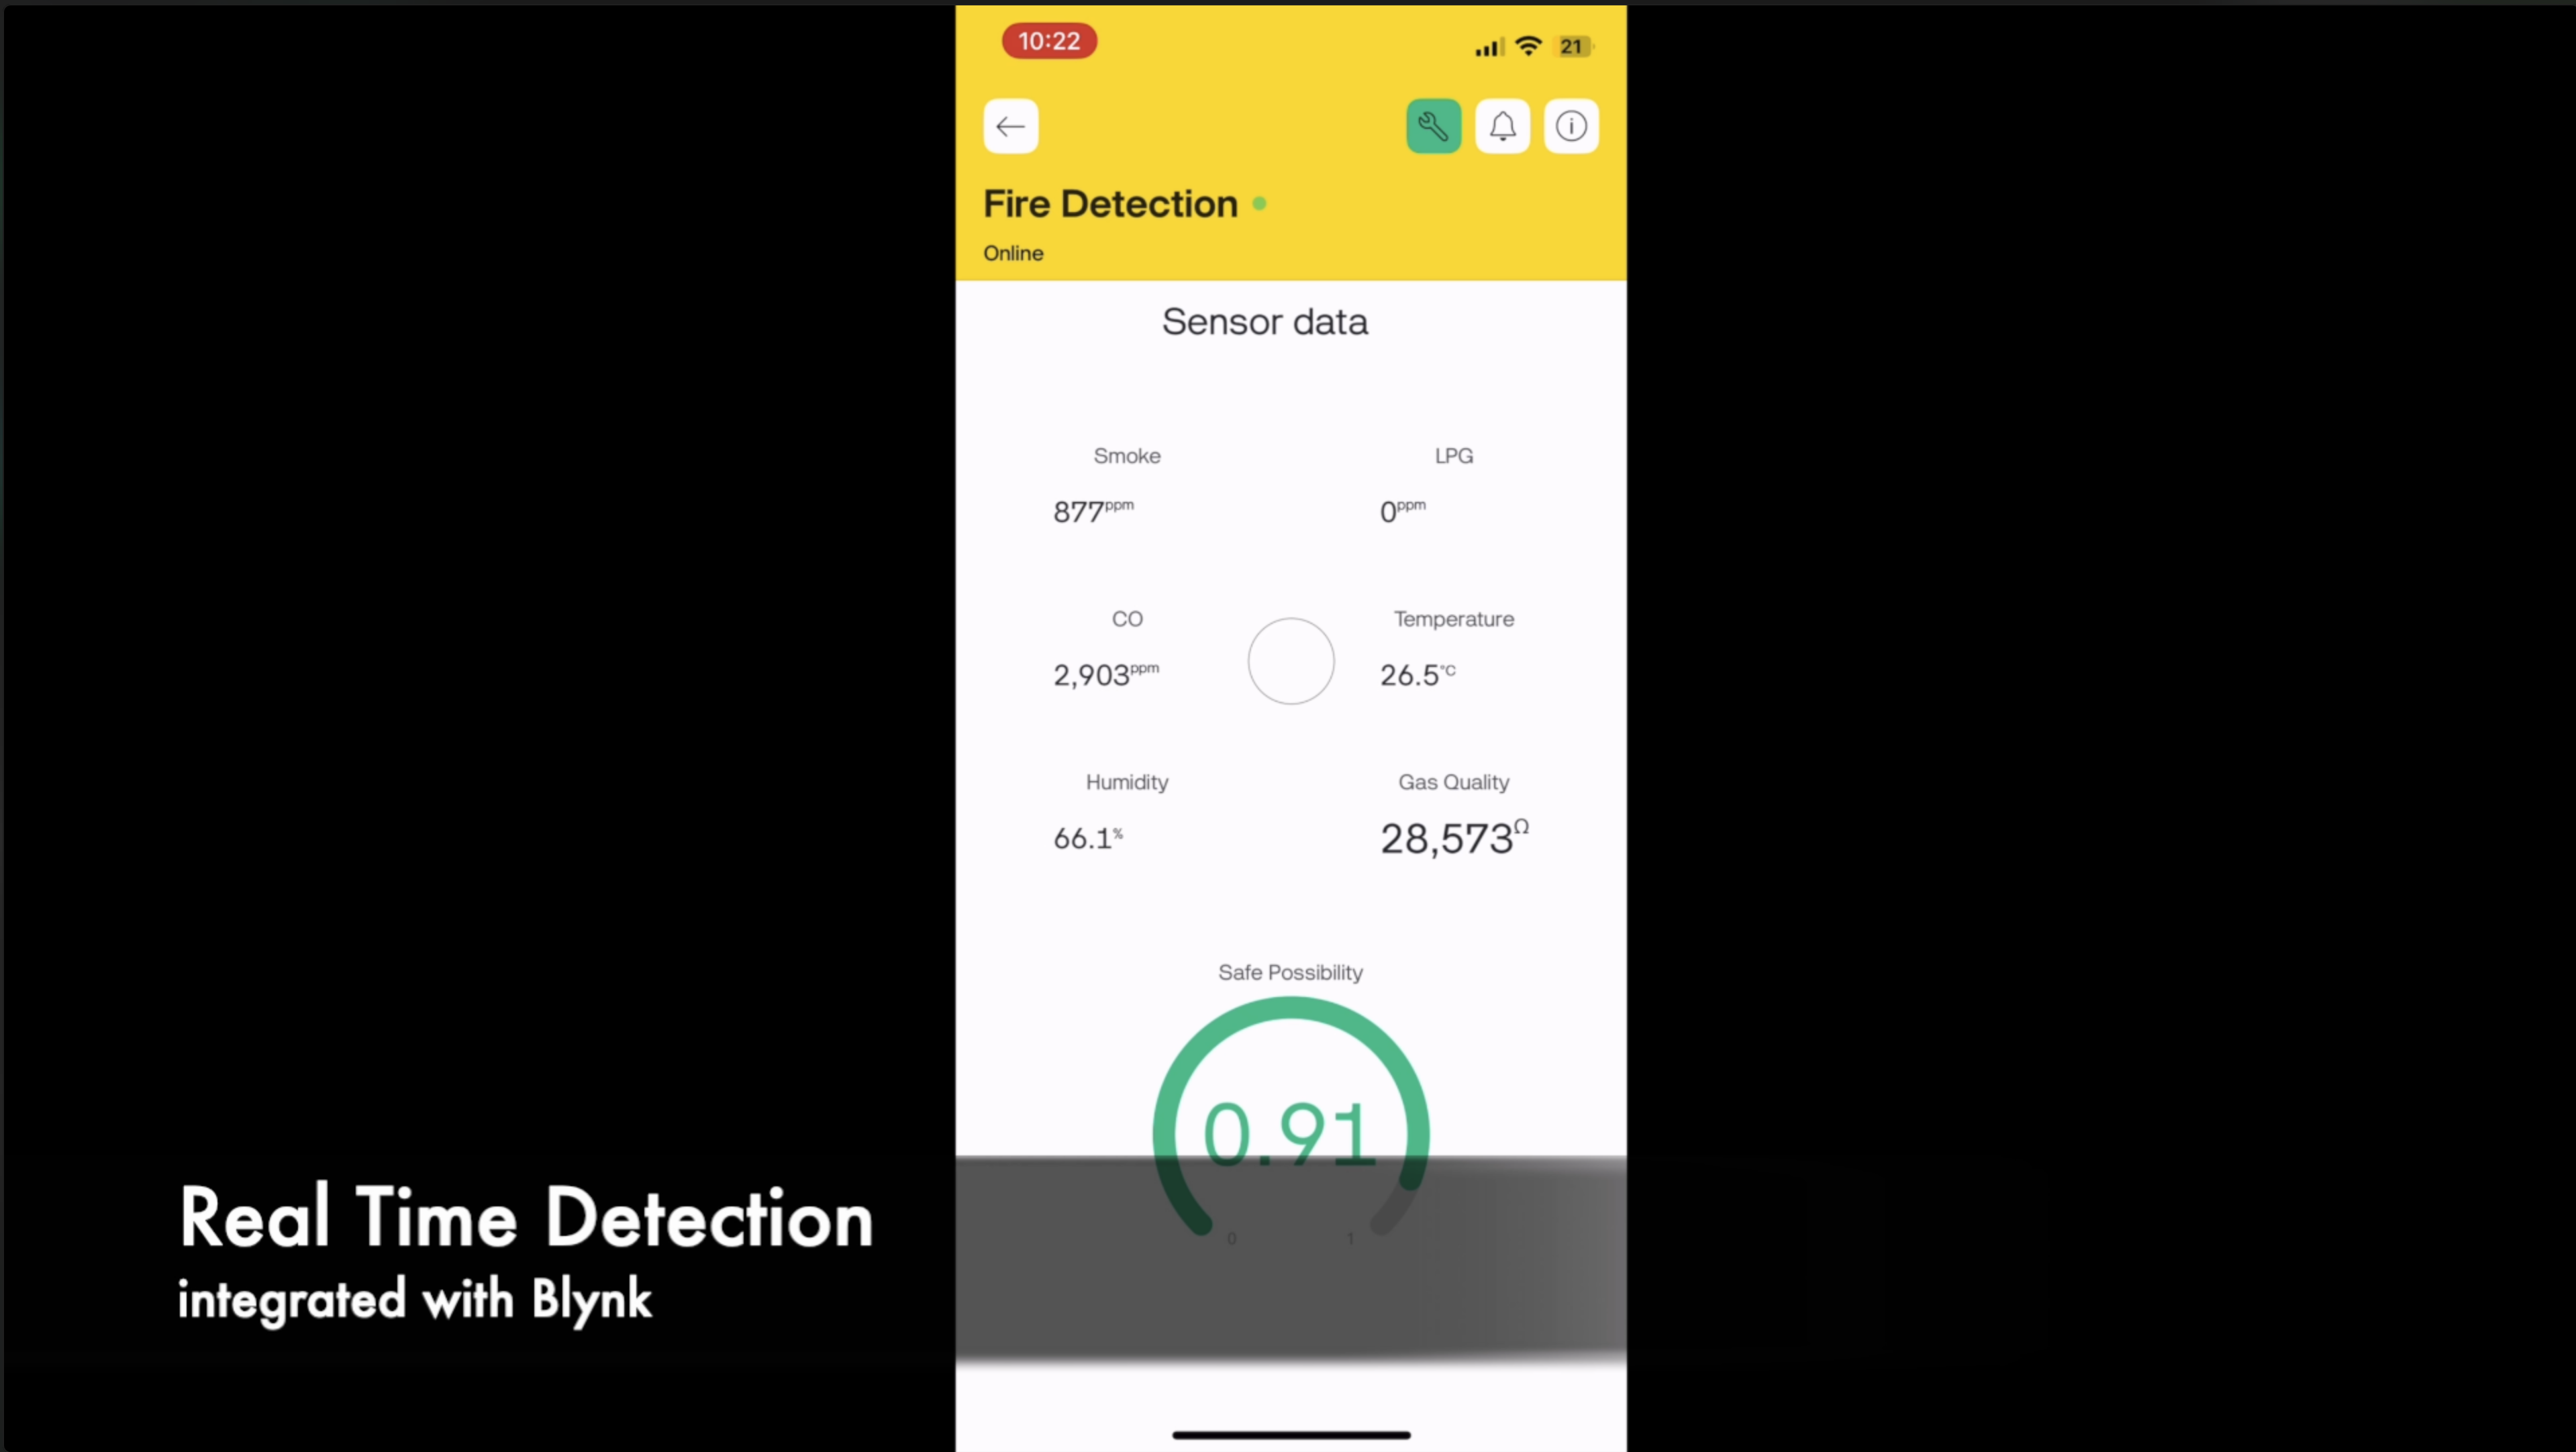 10:22
21
Fire Detection
Online
Sensor data
Smoke
LPG
877ppm
0ppm
CO
Temperature
2,903ppm
26.5°C
Humidity
Gas Quality
66.1%
28,573Ω
Safe Possibility
0.91
0
1
Real Time Detection
integrated with Blynk